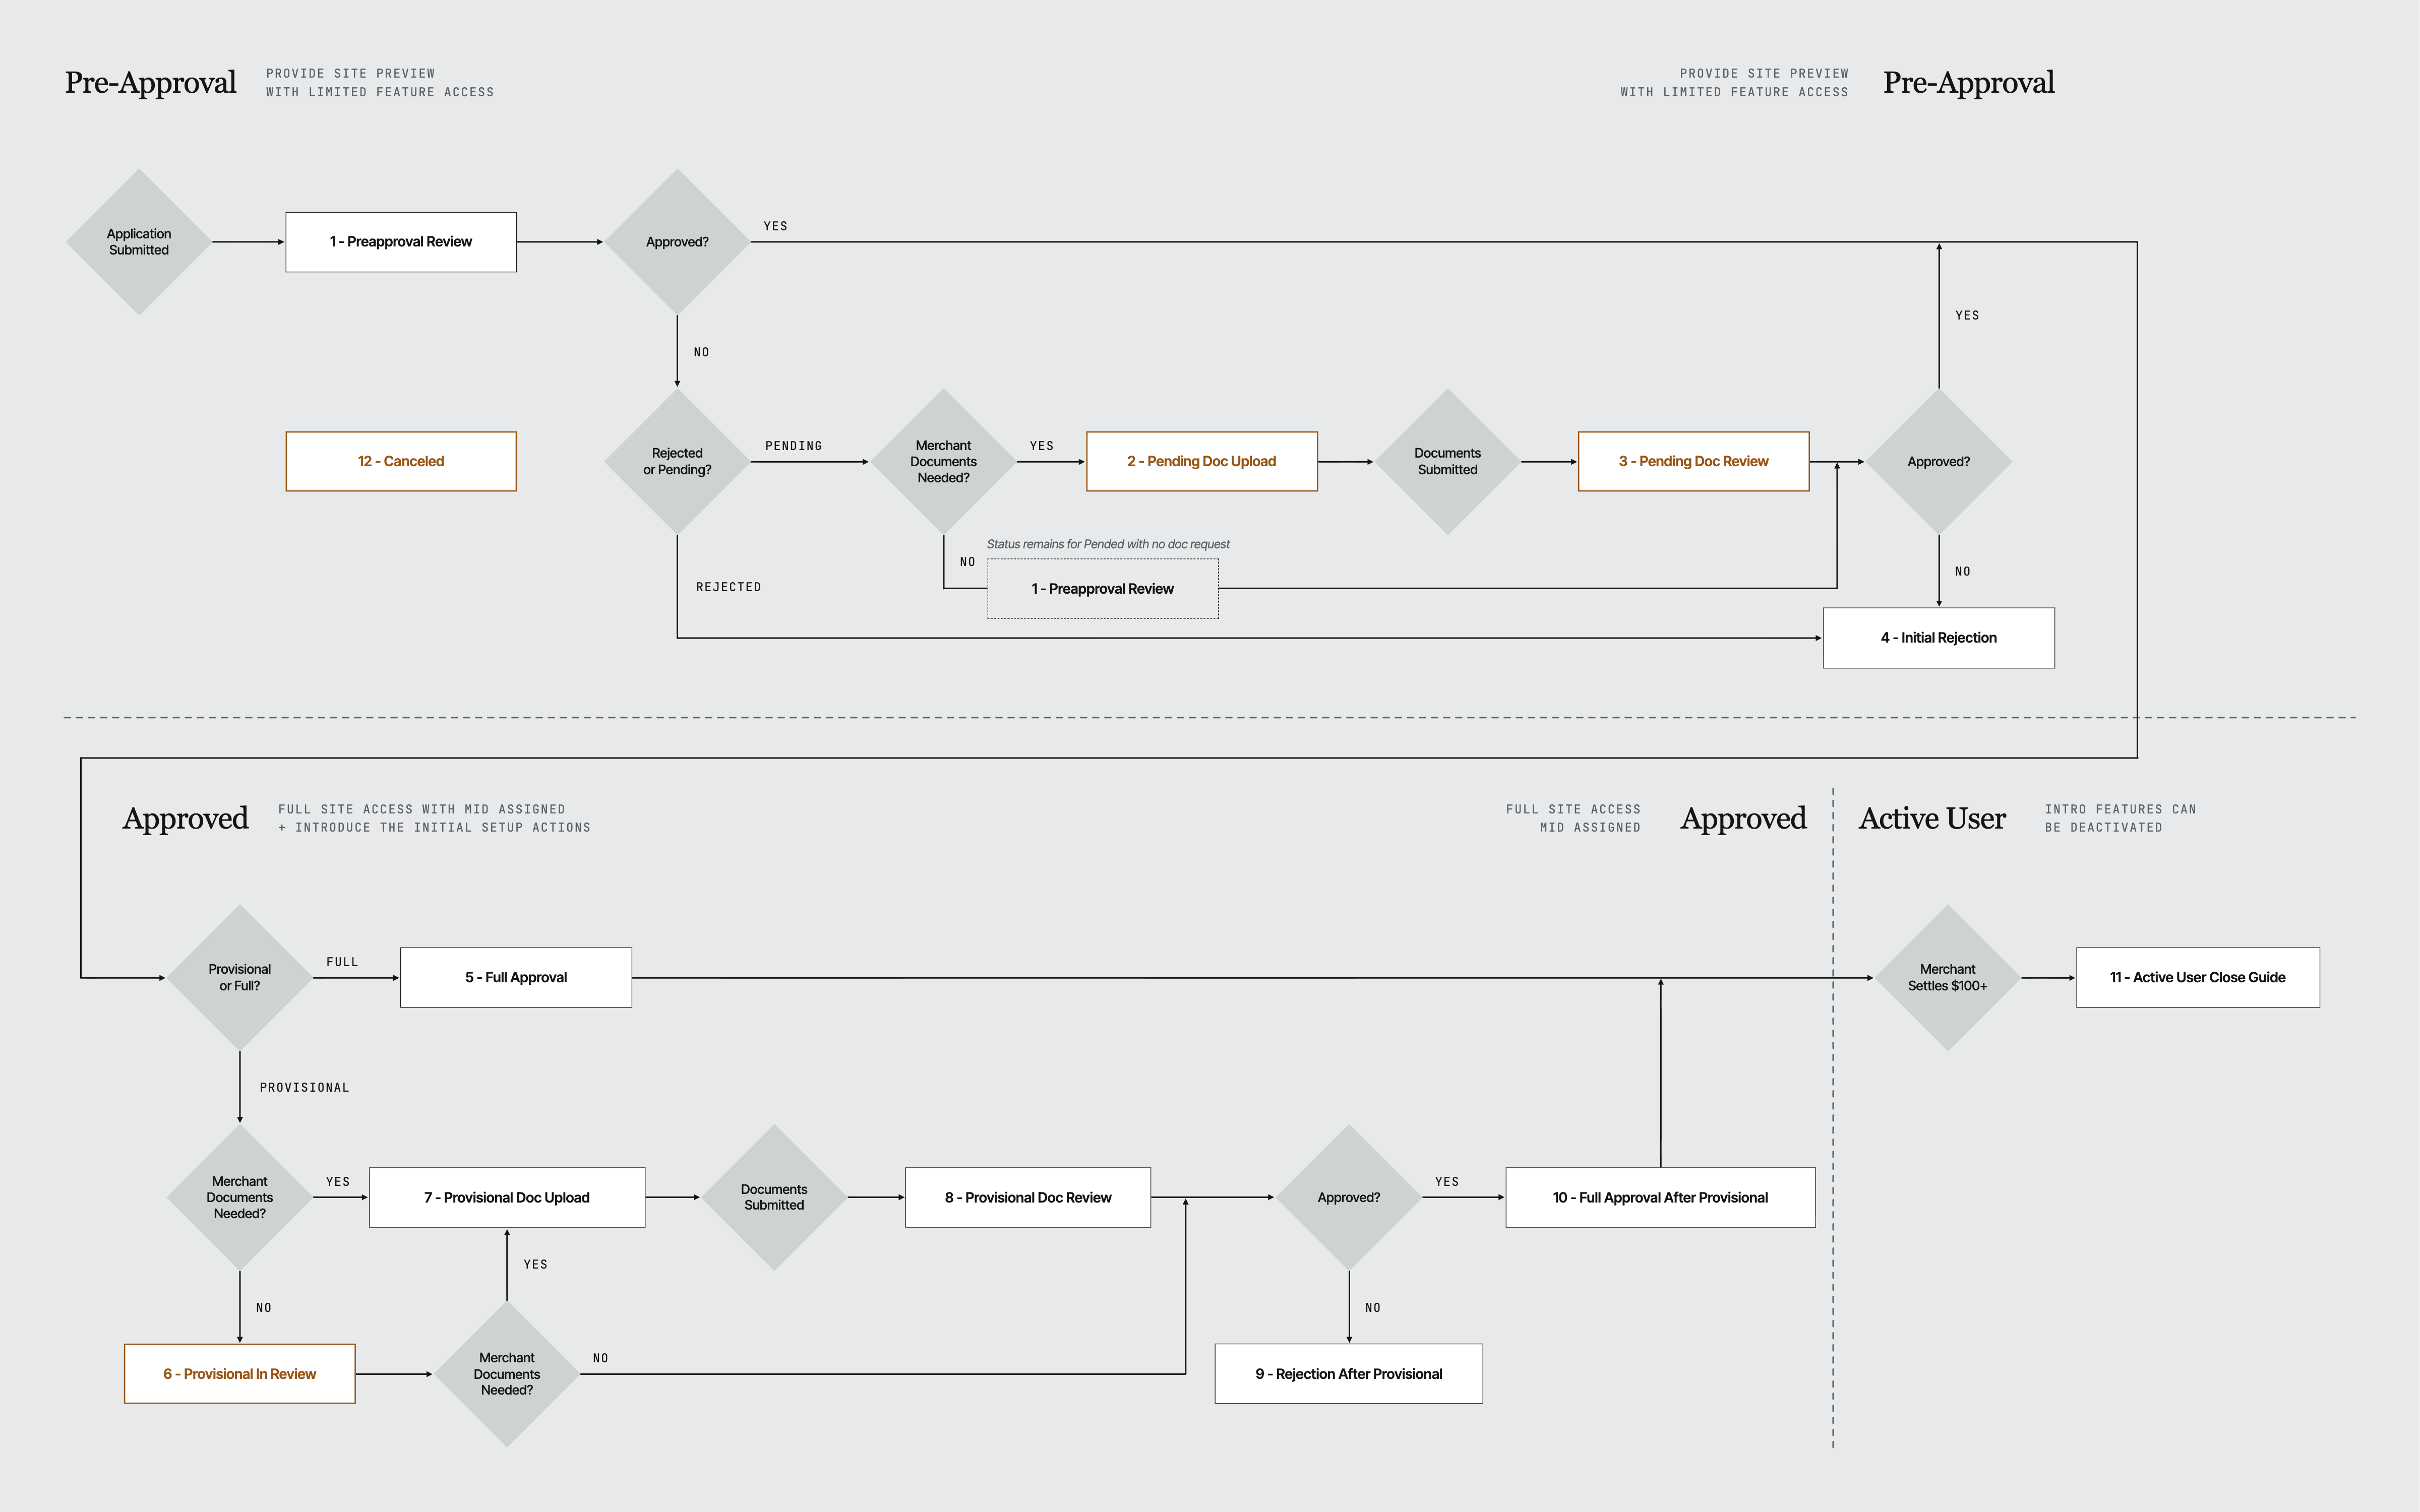 Pre-Approval
PROVIDE SITE PREVIEW
WITH LIMITED FEATURE ACCESS
PROVIDE SITE PREVIEW
WITH LIMITED FEATURE ACCESS
Pre-Approval
Application
Submitted
1 - Preapproval Review
Approved?
YES
NO
YES
12 - Canceled
Rejected
or Pending?
PENDING
Merchant
Documents
Needed?
YES
2 - Pending Doc Upload
Documents
Submitted
3 - Pending Doc Review
Approved?
Status remains for Pended with no doc request
NO
1 - Preapproval Review
REJECTED
NO
4 - Initial Rejection
Approved
FULL SITE ACCESS WITH MID ASSIGNED
+ INTRODUCE THE INITIAL SETUP ACTIONS
FULL SITE ACCESS
MID ASSIGNED
Approved
Active User
INTRO FEATURES CAN
BE DEACTIVATED
Provisional
or Full?
FULL
5 - Full Approval
Merchant
Settles $100+
11 - Active User Close Guide
PROVISIONAL
Merchant
Documents
Needed?
YES
7 - Provisional Doc Upload
Documents
Submitted
8 - Provisional Doc Review
Approved?
YES
10 - Full Approval After Provisional
YES
NO
NO
6 - Provisional In Review
Merchant
Documents
Needed?
NO
9 - Rejection After Provisional